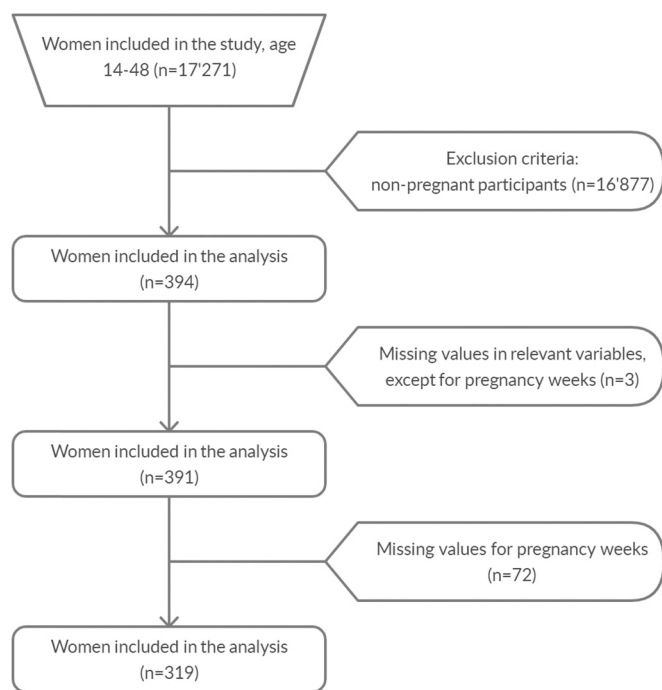 Women included in the study, age
14-48 (n=17'271)
Exclusion criteria:
non-pregnant participants (n=16'877)
Women included in the analysis
(n=394)
Missing values in relevant variables,
except for pregnancy weeks (n=3)
Women included in the analysis
(n=391)
Missing values for pregnancy weeks
(n=72)
Women included in the analysis
(n=319)